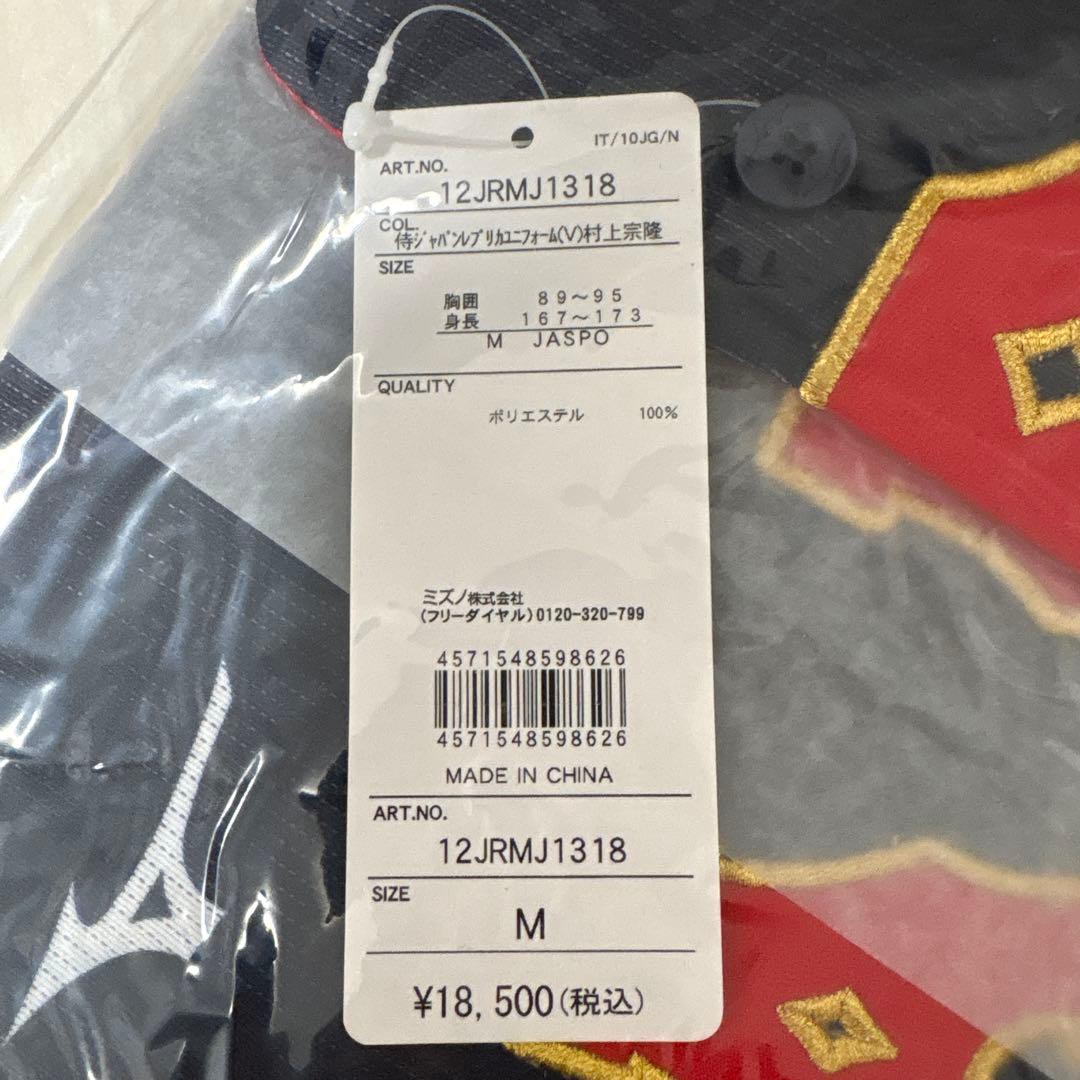 IT/10JG/N
ART.NO.
12JRMJ1318
COL.
侍ジャパンレプリカユニフォーム(V)村上宗隆
SIZE
胸囲 89～95
身長 167～173
M JASPO
QUALITY
ポリエステル 100%
ミズノ株式会社
(フリーダイヤル)0120-320-799
4571548598626
4571548598626
MADE IN CHINA
ART.NO.
12JRMJ1318
SIZE
M
¥18,500(税込)